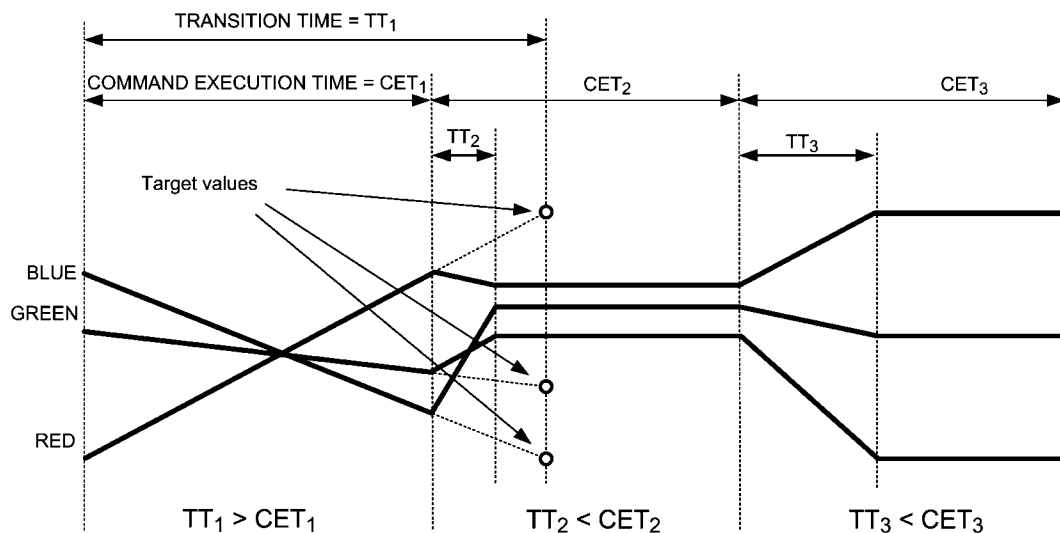 TRANSITION TIME = TT₁
COMMAND EXECUTION TIME = CET₁
CET₂
CET₃
TT₂
TT₃
Target values
BLUE
GREEN
RED
TT₁ > CET₁
TT₂ < CET₂
TT₃ < CET₃